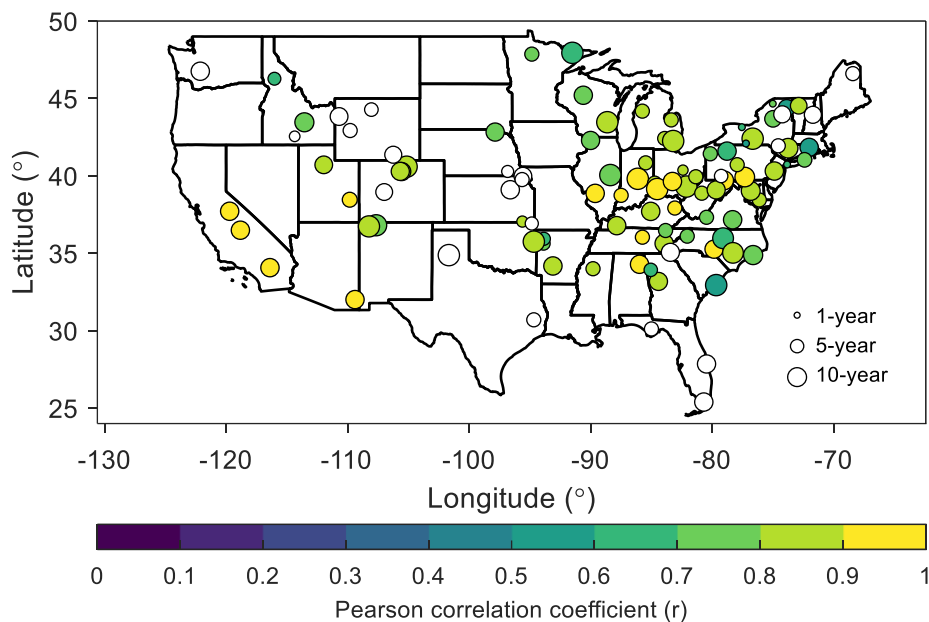 50
45
40
35
30
25
Latitude (°)
1-year
5-year
10-year
-130 -120 -110 -100 -90 -80 -70
Longitude (°)
0 0.1 0.2 0.3 0.4 0.5 0.6 0.7 0.8 0.9 1
Pearson correlation coefficient (r)